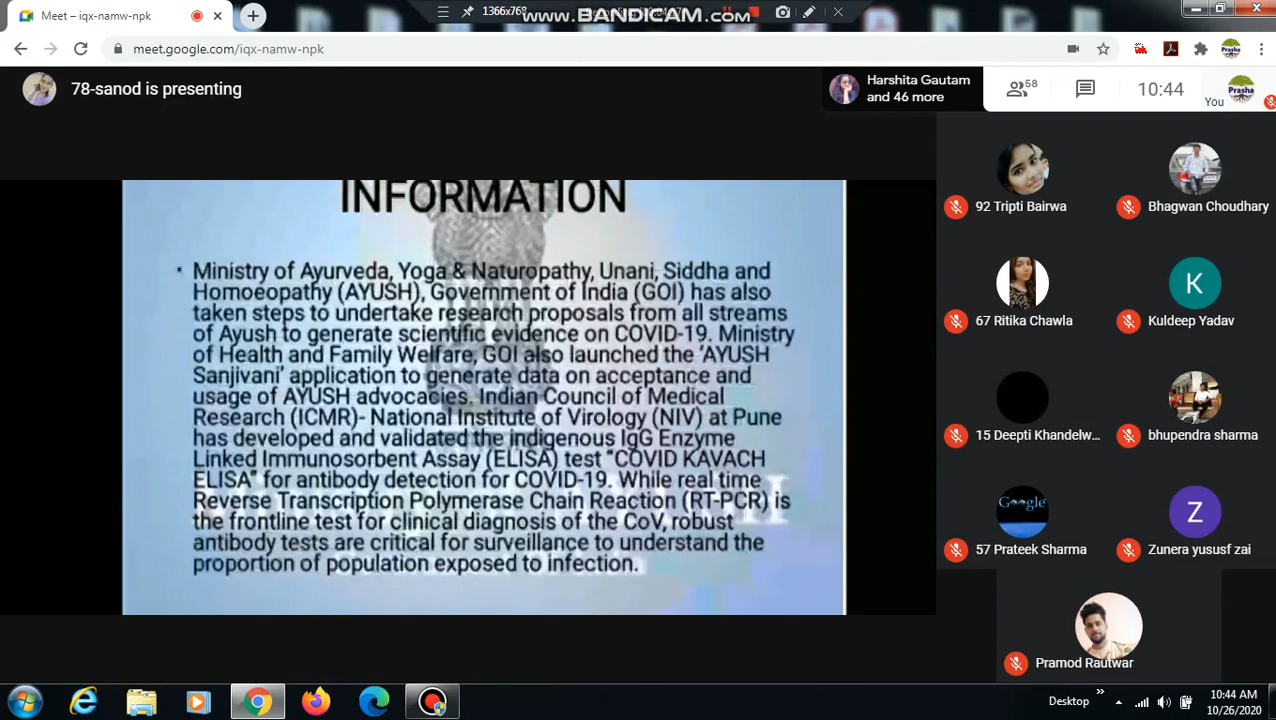 Meet – iqx-namw-npk
1366x768
www.BANDICAM.com
meet.google.com/iqx-namw-npk
78-sanod is presenting
Harshita Gautam
and 46 more
58
10:44
You
Prasha
INFORMATION
• Ministry of Ayurveda, Yoga & Naturopathy, Unani, Siddha and
Homoeopathy (AYUSH), Government of India (GOI) has also
taken steps to undertake research proposals from all streams
of Ayush to generate scientific evidence on COVID-19. Ministry
of Health and Family Welfare, GOI also launched the ‘AYUSH
Sanjivani’ application to generate data on acceptance and
usage of AYUSH advocacies. Indian Council of Medical
Research (ICMR)- National Institute of Virology (NIV) at Pune
has developed and validated the indigenous IgG Enzyme
Linked Immunosorbent Assay (ELISA) test “COVID KAVACH
ELISA” for antibody detection for COVID-19. While real time
Reverse Transcription Polymerase Chain Reaction (RT-PCR) is
the frontline test for clinical diagnosis of the CoV, robust
antibody tests are critical for surveillance to understand the
proportion of population exposed to infection.
92 Tripti Bairwa
Bhagwan Choudhary
67 Ritika Chawla
K
Kuldeep Yadav
15 Deepti Khandelw...
bhupendra sharma
Google
57 Prateek Sharma
Z
Zunera yususf zai
Pramod Rautwar
Desktop
10:44 AM
10/26/2020